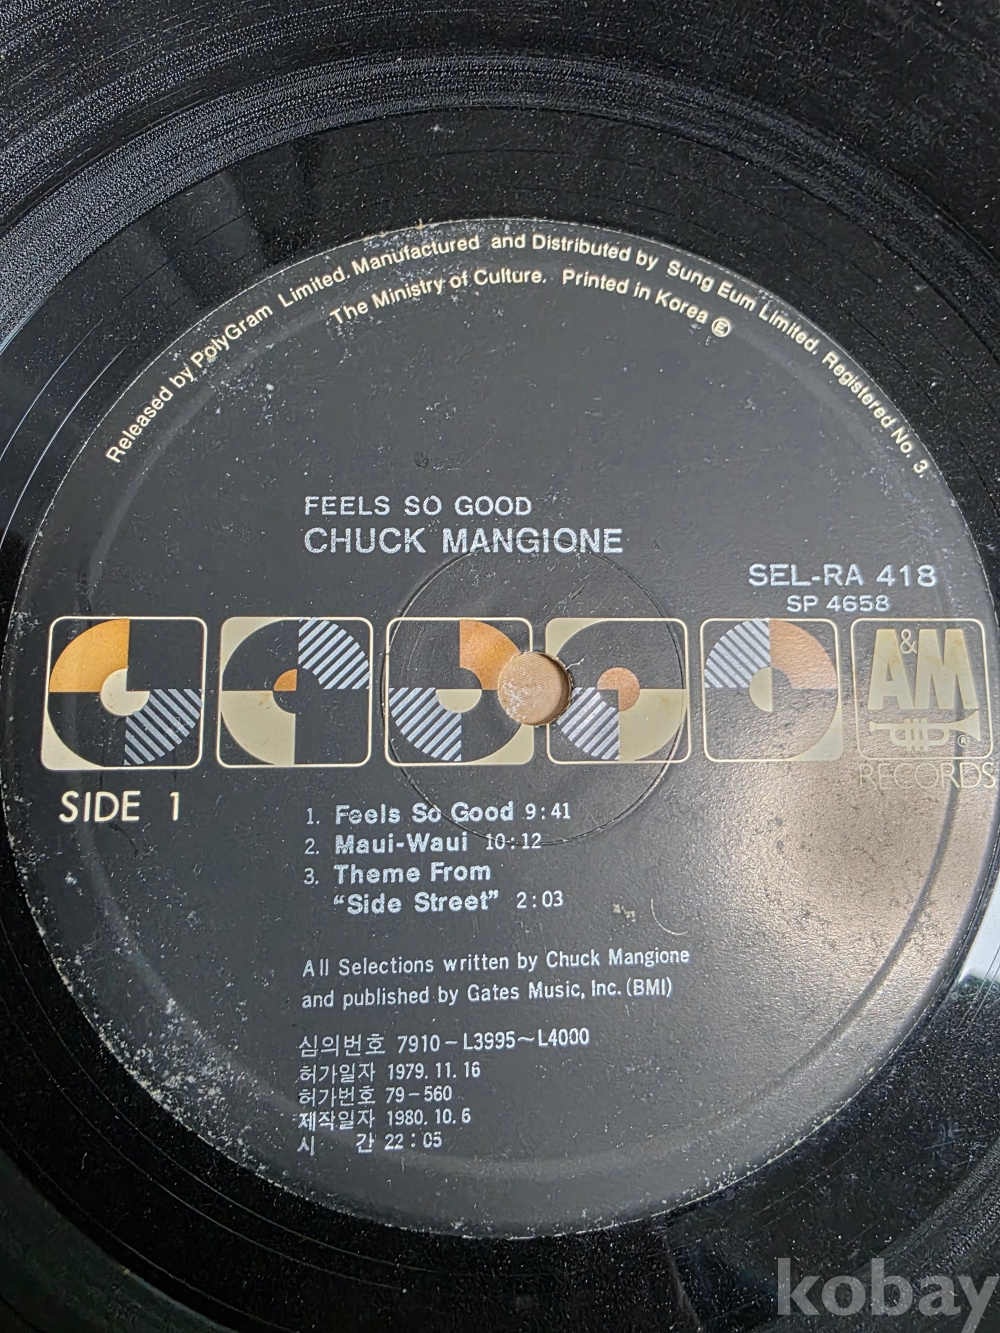 Released by PolyGram Limited. Manufactured and Distributed by Sung Eum Limited. Registered No. 3.
The Ministry of Culture. Printed in Korea Ⓔ
FEELS SO GOOD
CHUCK MANGIONE
SEL-RA 418
SP 4658
A&M
®
RECORDS
SIDE 1
1. Feels So Good 9:41
2. Maui-Waui 10:12
3. Theme From
"Side Street" 2:03
All Selections written by Chuck Mangione
and published by Gates Music, Inc. (BMI)
심의번호 7910-L3995~L4000
허가일자 1979. 11. 16
허가번호 79-560
제작일자 1980. 10. 6
시 간 22:05
kobay